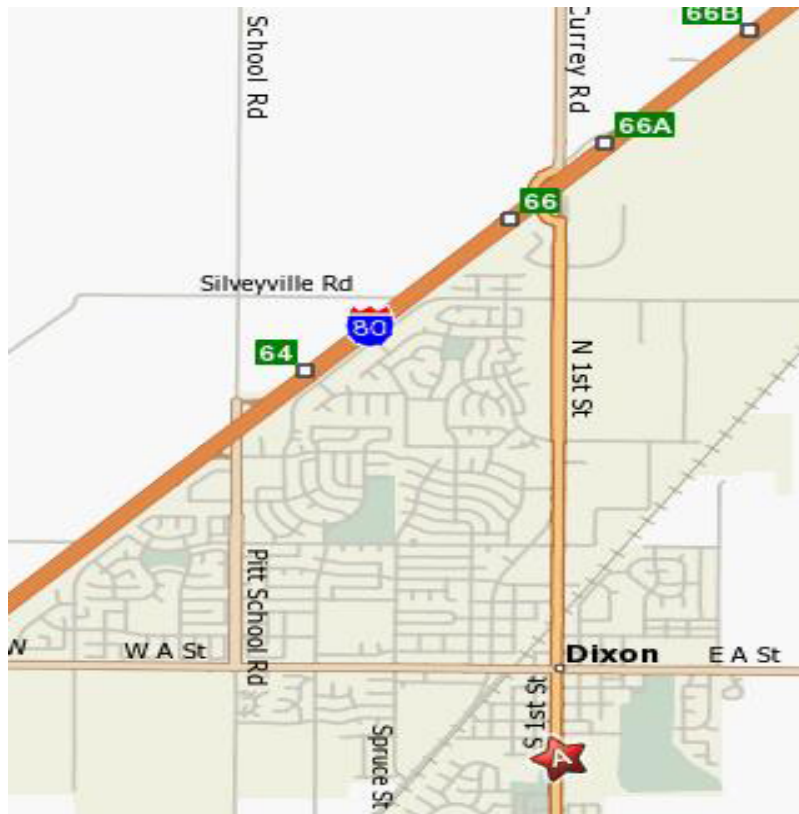 66B
School Rd
Currey Rd
66A
66
Silveyville Rd
80
64
N 1st St
Pitt School Rd
W
W A St
Dixon
E A St
S 1st St
Spruce St
A